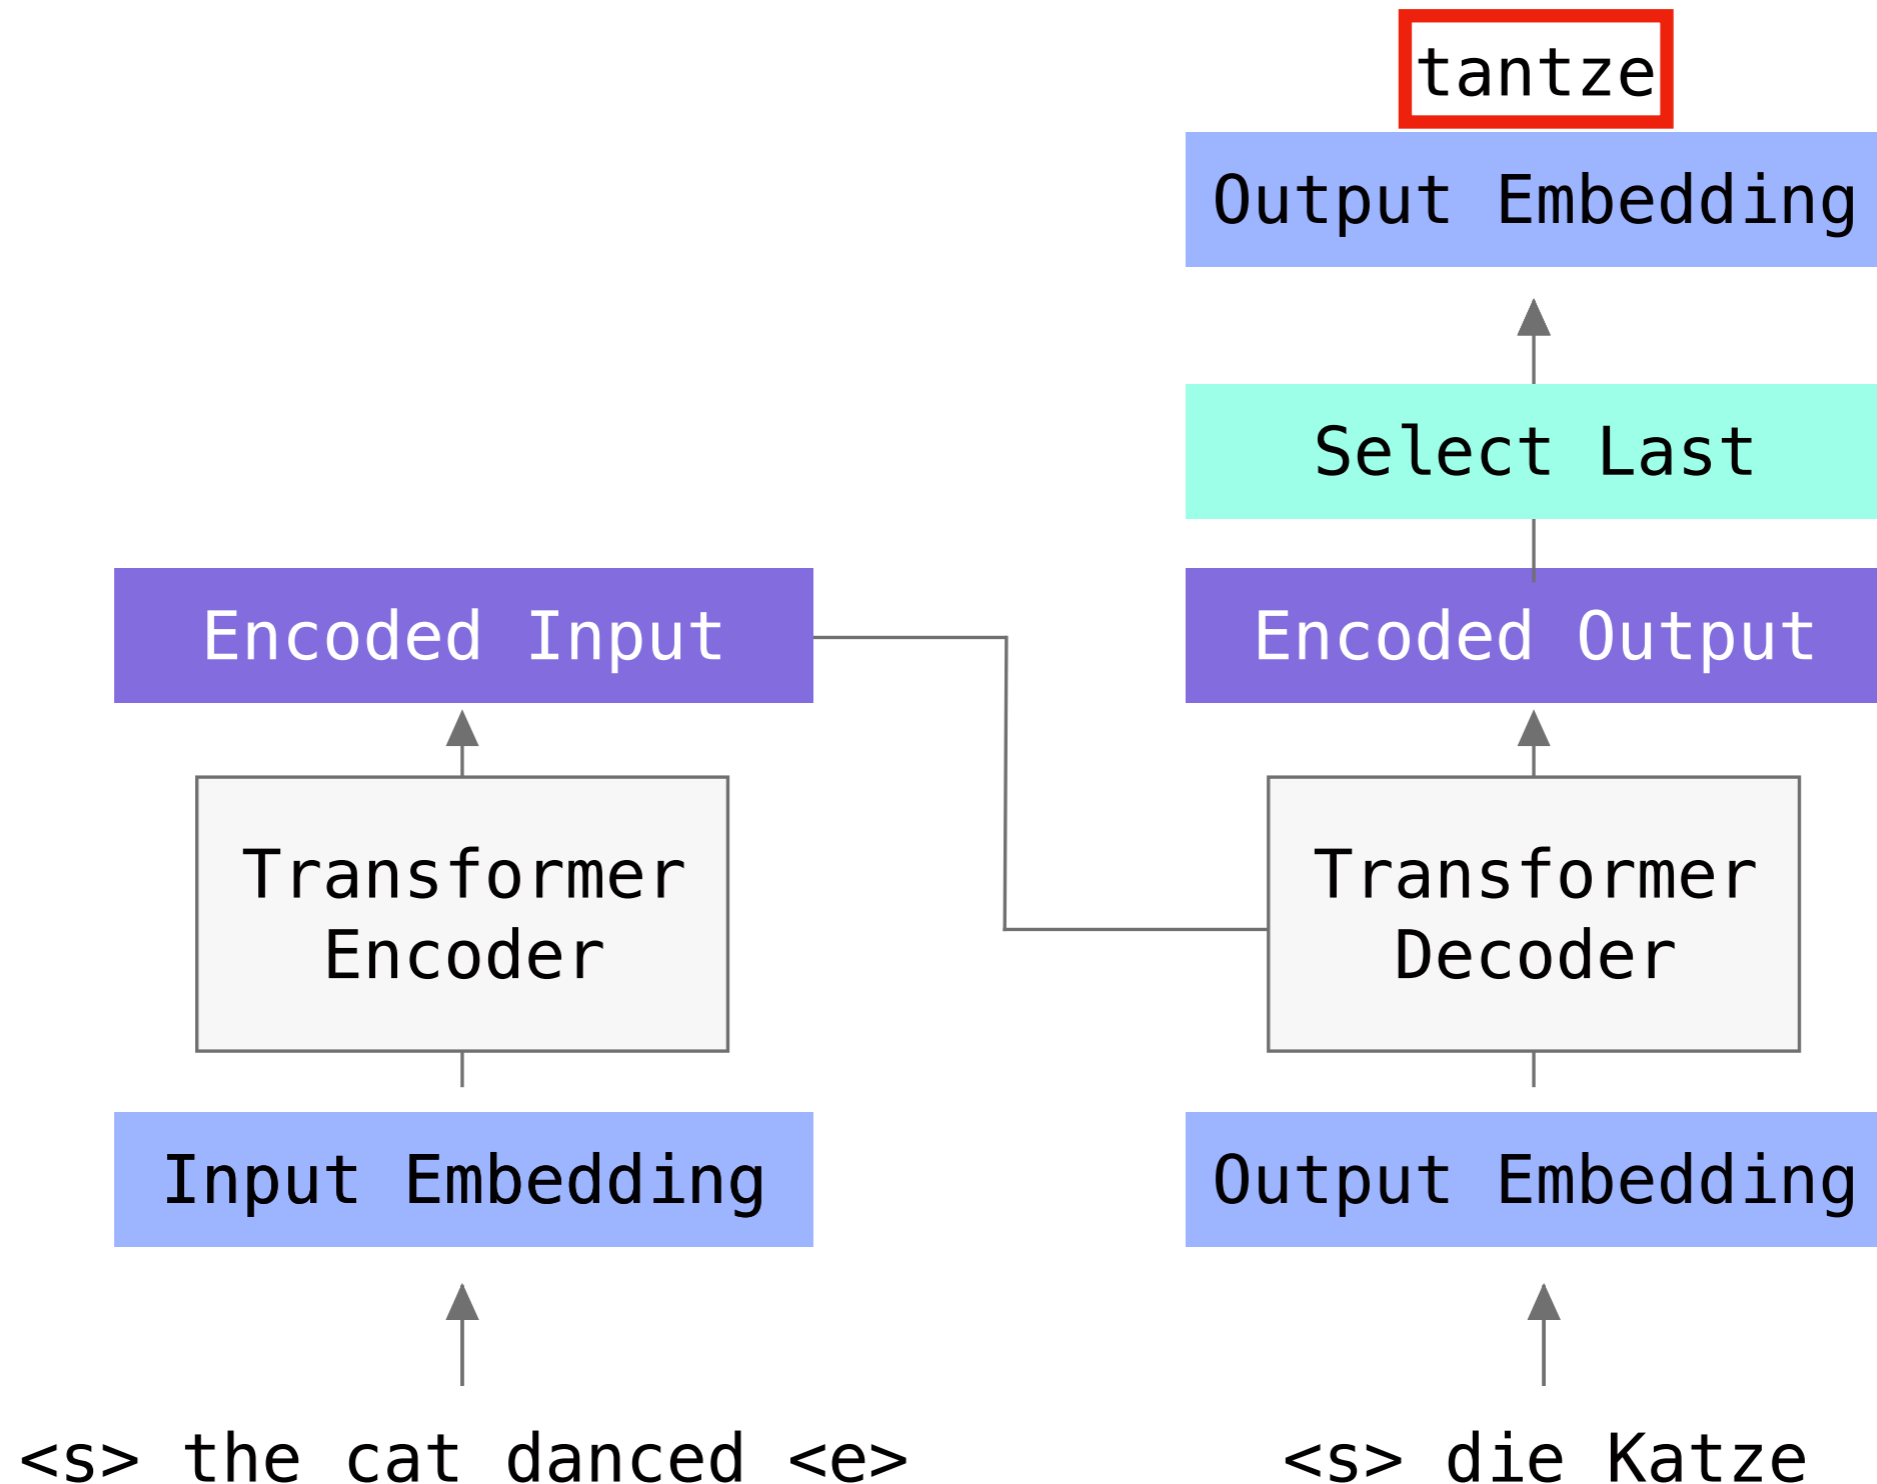 tantze
Output Embedding
Select Last
Encoded Input
Encoded Output
Transformer
Encoder
Transformer
Decoder
Input Embedding
Output Embedding
<s> the cat danced <e>
<s> die Katze